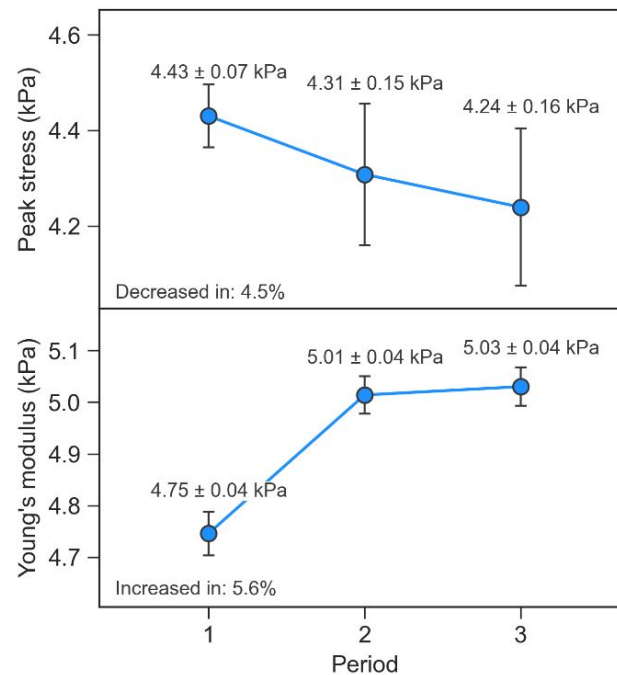 Peak stress (kPa)
4.6
4.4
4.2
4.43 ± 0.07 kPa
4.31 ± 0.15 kPa
4.24 ± 0.16 kPa
Decreased in: 4.5%
Young's modulus (kPa)
5.1
5.0
4.9
4.8
4.7
4.75 ± 0.04 kPa
5.01 ± 0.04 kPa
5.03 ± 0.04 kPa
Increased in: 5.6%
1
2
3
Period